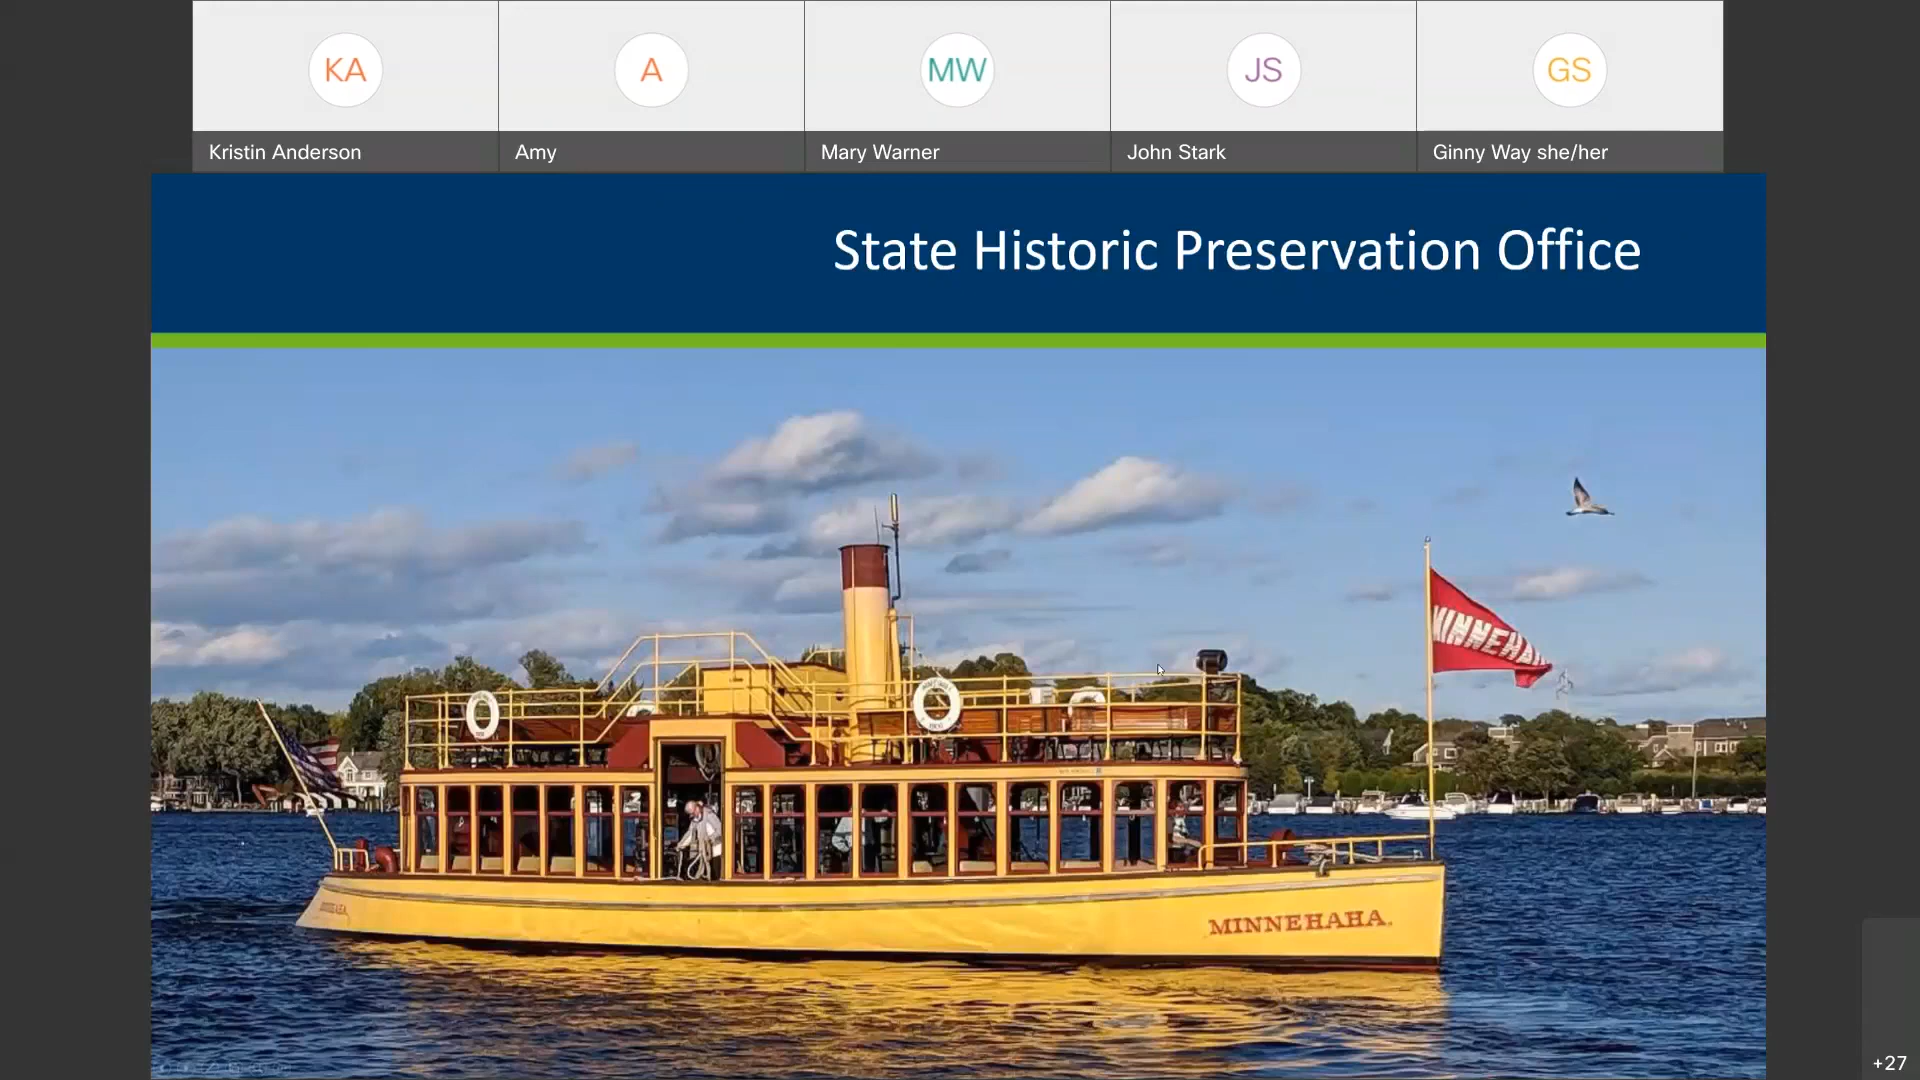 KA
A
MW
JS
GS
Kristin Anderson
Amy
Mary Warner
John Stark
Ginny Way she/her
State Historic Preservation Office
MINNEHAHA
MINNEHAHA
+27